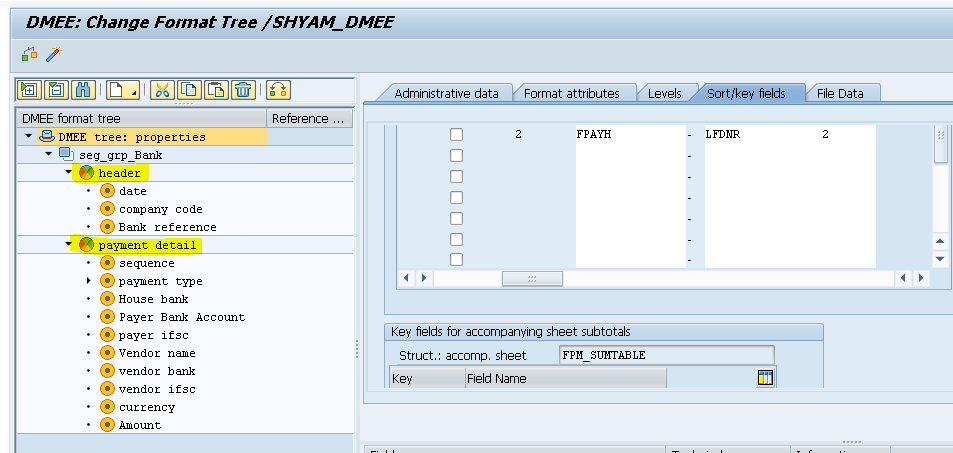 DMEE: Change Format Tree /SHYAM_DMEE
Administrative data Format attributes Levels Sort/key fields File Data
DMEE format tree Reference ...
DMEE tree: properties
seg_grp_Bank
header
date
company code
Bank reference
payment detail
sequence
payment type
House bank
Payer Bank Account
payer ifsc
Vendor name
vendor bank
vendor ifsc
currency
Amount
2 FPAYH - LFDNR 2
-
-
-
-
-
-
Key fields for accompanying sheet subtotals
Struct.: accomp. sheet FPM_SUMTABLE
Key Field Name